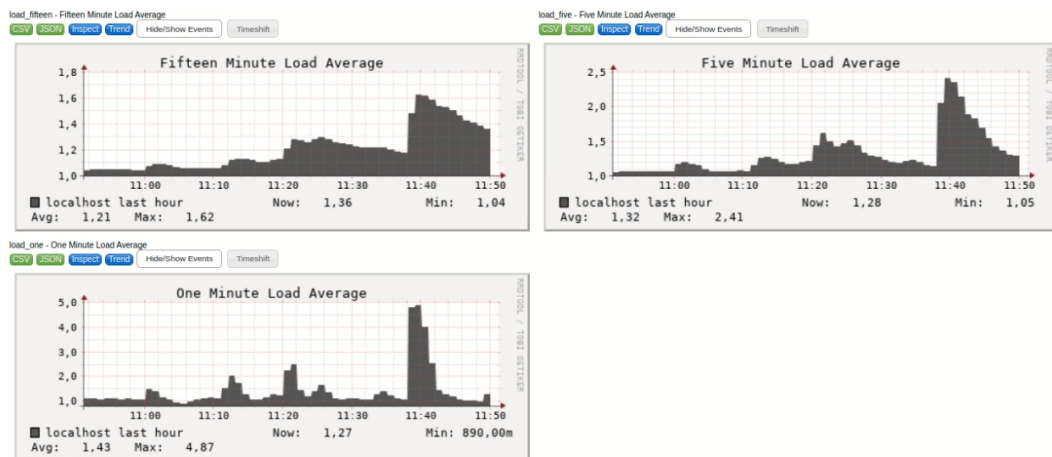 load_fifteen - Fifteen Minute Load Average
CSV JSON Inspect Trend Hide/Show Events Timeshift
Fifteen Minute Load Average
RRDTOOL / TOBI OETIKER
1,8
1,6
1,4
1,2
1,0
11:00 11:10 11:20 11:30 11:40 11:50
localhost last hour Now: 1,36 Min: 1,04
Avg: 1,21 Max: 1,62
load_five - Five Minute Load Average
CSV JSON Inspect Trend Hide/Show Events Timeshift
Five Minute Load Average
RRDTOOL / TOBI OETIKER
2,5
2,0
1,5
1,0
11:00 11:10 11:20 11:30 11:40 11:50
localhost last hour Now: 1,28 Min: 1,05
Avg: 1,32 Max: 2,41
load_one - One Minute Load Average
CSV JSON Inspect Trend Hide/Show Events Timeshift
One Minute Load Average
RRDTOOL / TOBI OETIKER
5,0
4,0
3,0
2,0
1,0
11:00 11:10 11:20 11:30 11:40 11:50
localhost last hour Now: 1,27 Min: 890,00m
Avg: 1,43 Max: 4,87